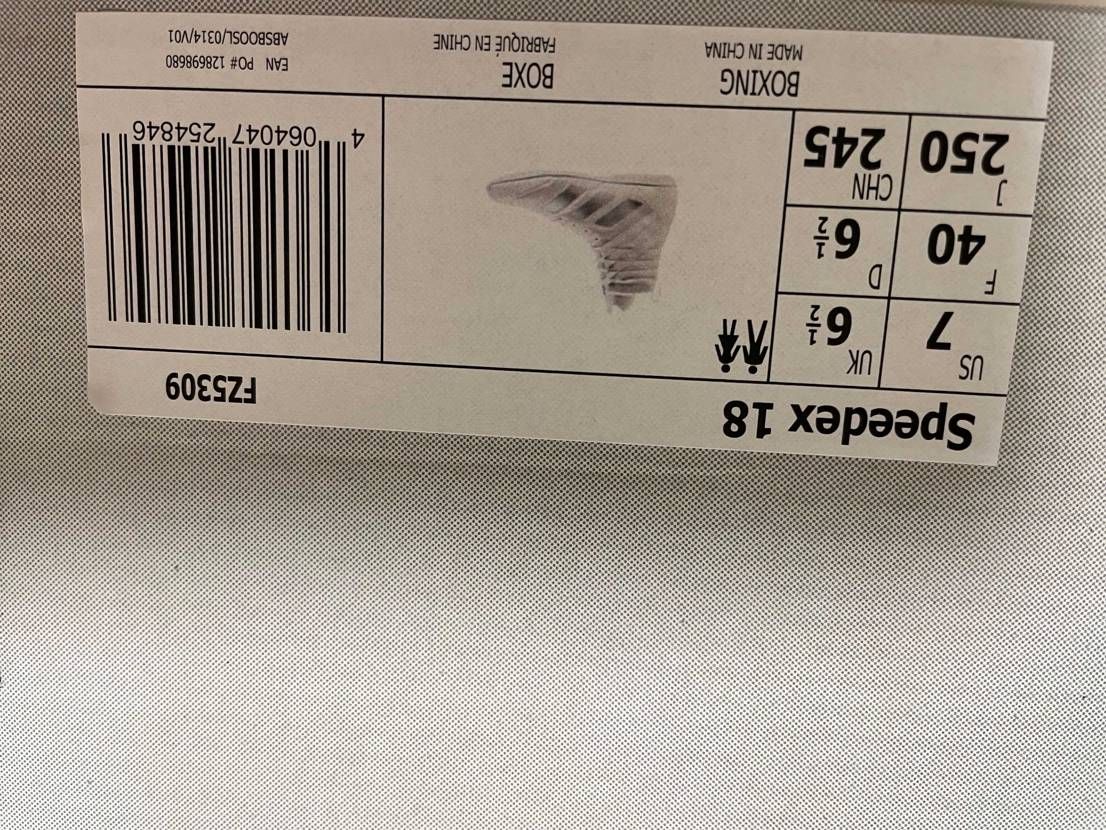 Speedex 18
FZ5309
US 7
UK 6½
F 40
D 6½
J 250
CHN 245
4 064047 254846
BOXING
MADE IN CHINA
BOXE
FABRIQUÉ EN CHINE
EAN PO# 128698680
ABSBOOSL/0314/V01